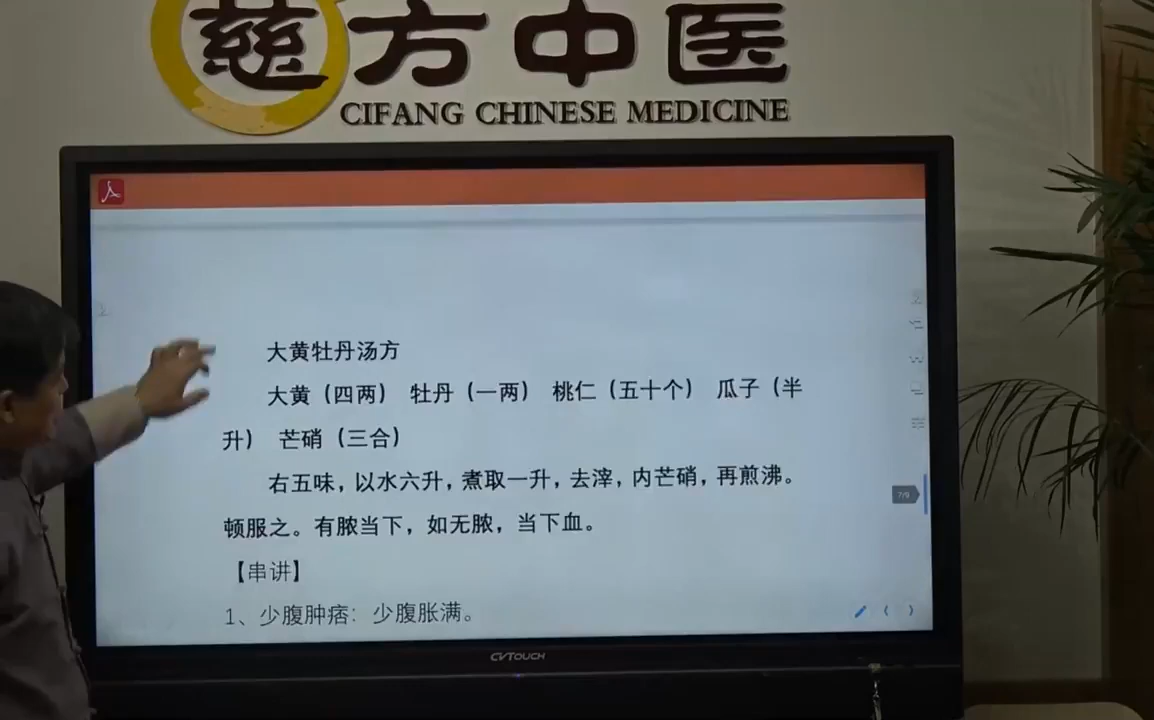 慈方中医
CIFANG CHINESE MEDICINE
大黄牡丹汤方
大黄（四两） 牡丹（一两） 桃仁（五十个） 瓜子（半
升） 芒硝（三合）
右五味，以水六升，煮取一升，去滓，内芒硝，再煎沸。
顿服之。有脓当下，如无脓，当下血。
【串讲】
1、少腹肿痞：少腹胀满。
7/9
CVTOUCH